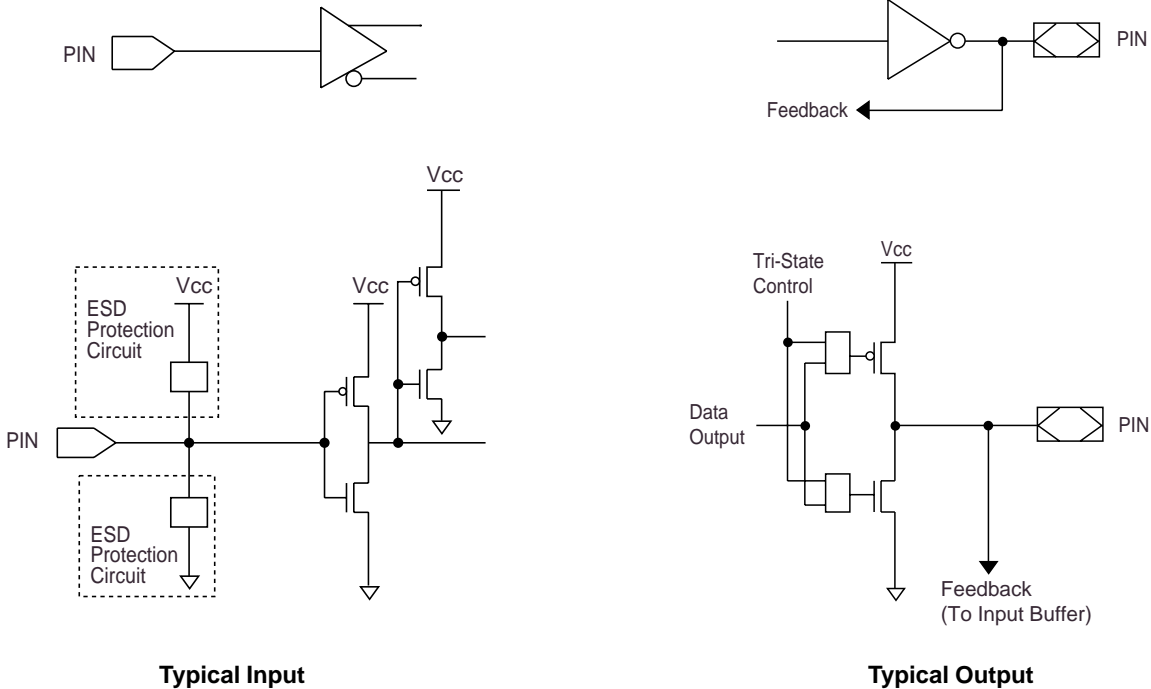 PIN
PIN
Feedback
Vcc
Vcc
Vcc
ESD
Protection
Circuit
PIN
ESD
Protection
Circuit
Tri-State
Control
Vcc
Data
Output
PIN
Feedback
(To Input Buffer)
Typical Input
Typical Output